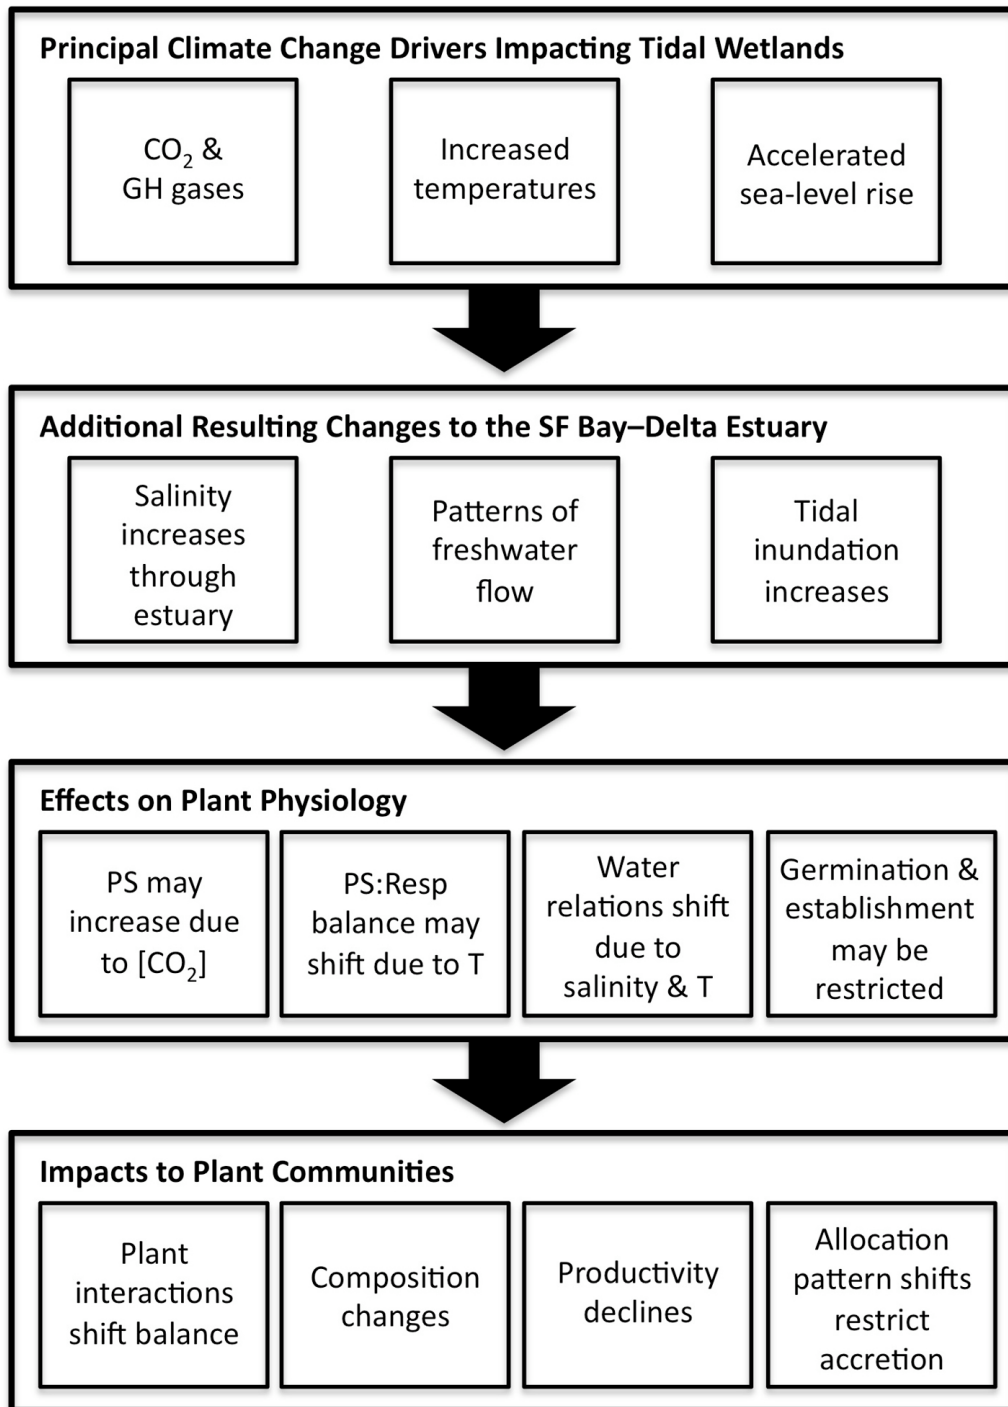 Principal Climate Change Drivers Impacting Tidal Wetlands
CO₂ &
GH gases
Increased
temperatures
Accelerated
sea-level rise
Additional Resulting Changes to the SF Bay–Delta Estuary
Salinity
increases
through
estuary
Patterns of
freshwater
flow
Tidal
inundation
increases
Effects on Plant Physiology
PS may
increase due
to [CO₂]
PS:Resp
balance may
shift due to T
Water
relations shift
due to
salinity & T
Germination &
establishment
may be
restricted
Impacts to Plant Communities
Plant
interactions
shift balance
Composition
changes
Productivity
declines
Allocation
pattern shifts
restrict
accretion